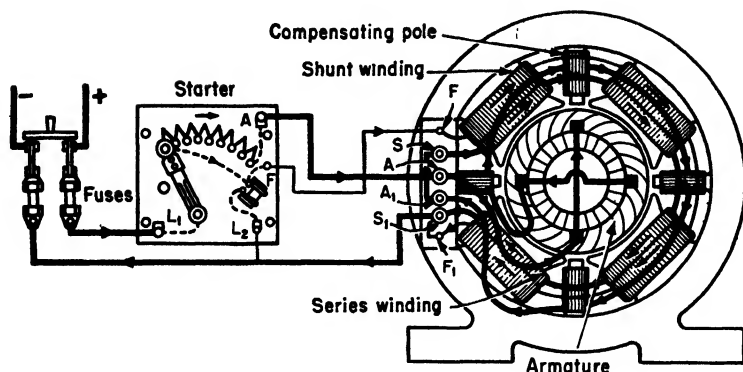 Compensating pole
Shunt winding
Starter
− +
A
F
S
A
F
Fuses
A₁
L₁
L₂
S₁
F₁
Series winding
Armature